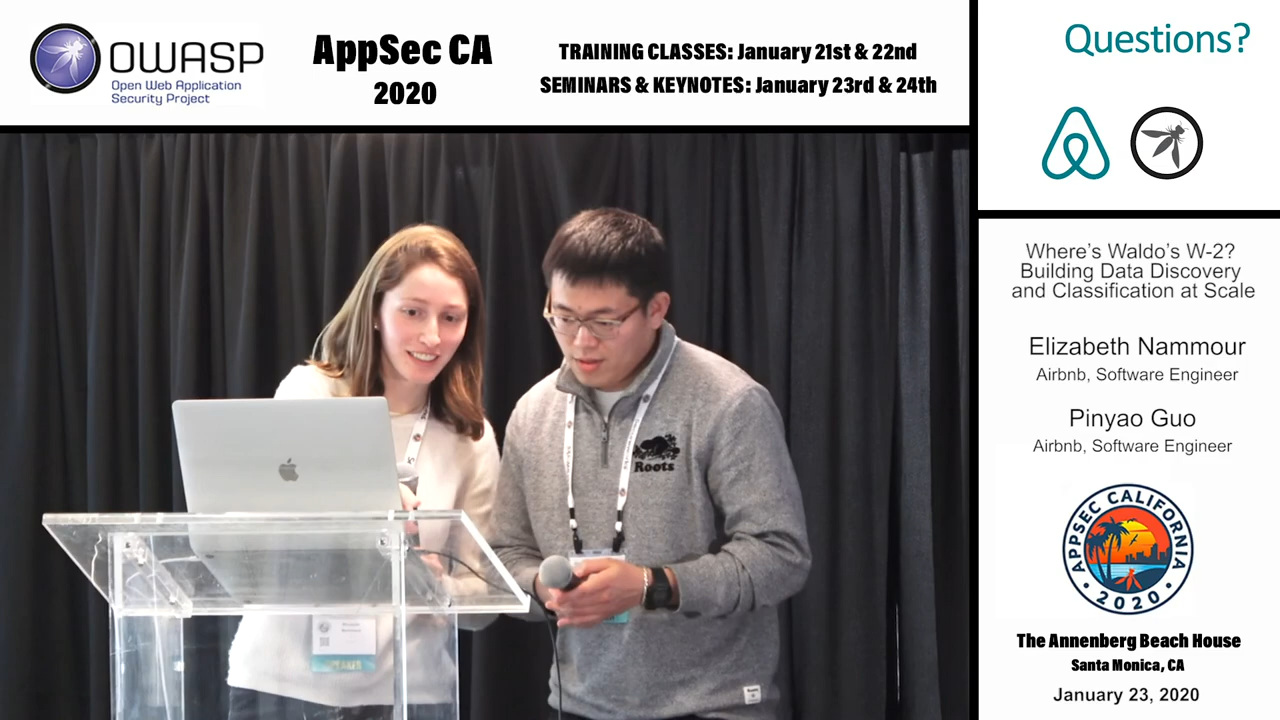 OWASP
Open Web Application
Security Project
AppSec CA
2020
TRAINING CLASSES: January 21st & 22nd
SEMINARS & KEYNOTES: January 23rd & 24th
Questions?
Where's Waldo's W-2?
Building Data Discovery
and Classification at Scale
Elizabeth Nammour
Airbnb, Software Engineer
Pinyao Guo
Airbnb, Software Engineer
APPSEC CALIFORNIA
• 2020 •
The Annenberg Beach House
Santa Monica, CA
January 23, 2020
Roots
SPEAKER